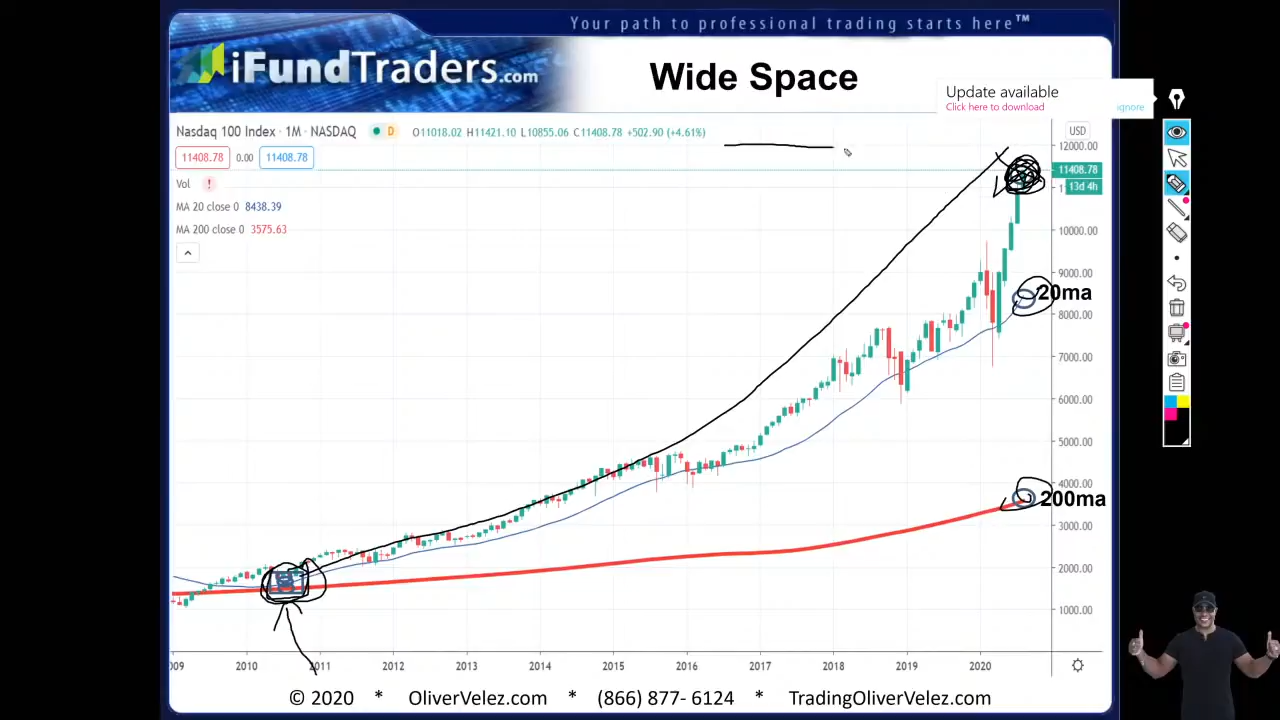 Your path to professional trading starts here™
iFundTraders.com
Wide Space
Update available
Click here to download
ignore
Nasdaq 100 Index · 1M · NASDAQ D O11018.02 H11421.10 L10855.06 C11408.78 +502.90 (+4.61%)
USD
11408.78 0.00 11408.78
Vol !
MA 20 close 0 8438.39
MA 200 close 0 3575.63
12000.00
11408.78
13d 4h
10000.00
9000.00
20ma
8000.00
7000.00
6000.00
5000.00
4000.00
200ma
3000.00
2000.00
1000.00
009 2010 2011 2012 2013 2014 2015 2016 2017 2018 2019 2020
© 2020 * OliverVelez.com * (866) 877- 6124 * TradingOliverVelez.com